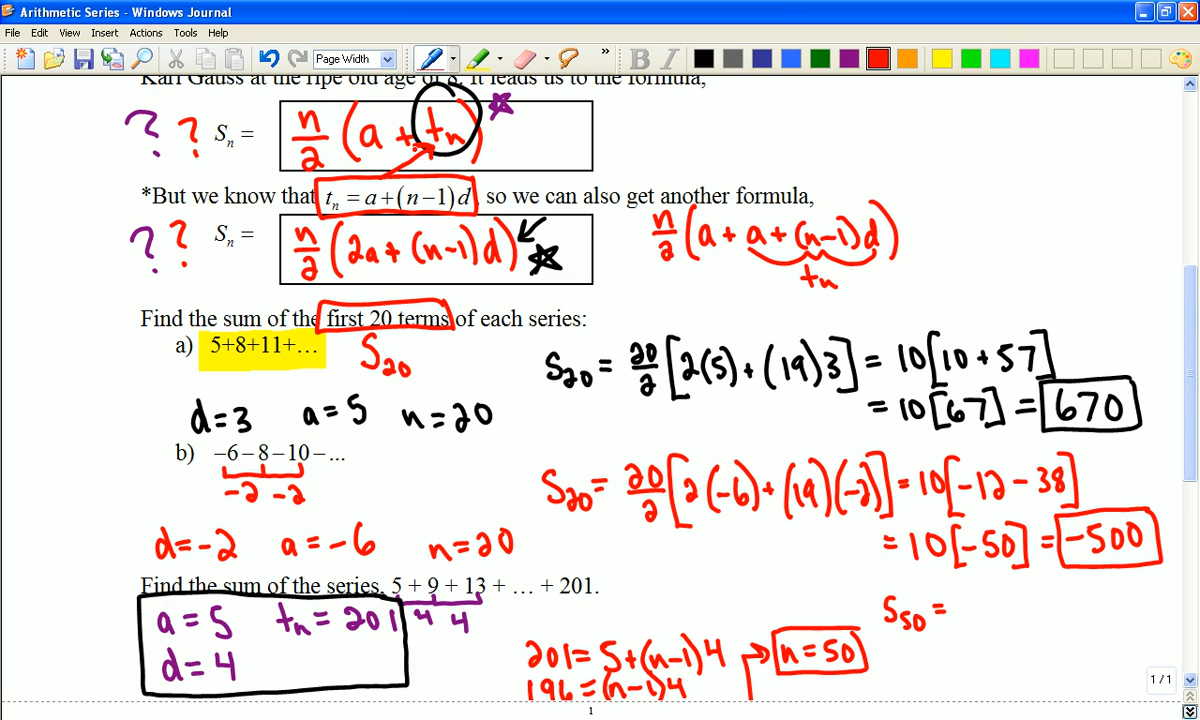 Arithmetic Series - Windows Journal
File Edit View Insert Actions Tools Help
Page Width
Karl Gauss at the ripe old age of 8. It leads us to the formula,
? ? Sn = n/2 (a + tn)
*But we know that tn = a+(n−1)d, so we can also get another formula,
? ? Sn = n/2 (2a + (n-1)d)
n/2 (a + a + (n-1)d)
tn
Find the sum of the first 20 terms of each series:
a) 5+8+11+…
S20
S20 = 20/2 [2(5) + (19)3] = 10[10 + 57]
= 10[67] = 670
d=3 a=5 n=20
b) −6−8−10−...
-2 -2
S20 = 20/2 [2(-6) + (19)(-2)] = 10[-12 - 38]
= 10[-50] = -500
d=-2 a=-6 n=20
Find the sum of the series, 5 + 9 + 13 + … + 201.
4 4
a=5 tn=201
d=4
S50 =
201 = 5+(n-1)4
n=50
196=(n-1)4
1/1
1